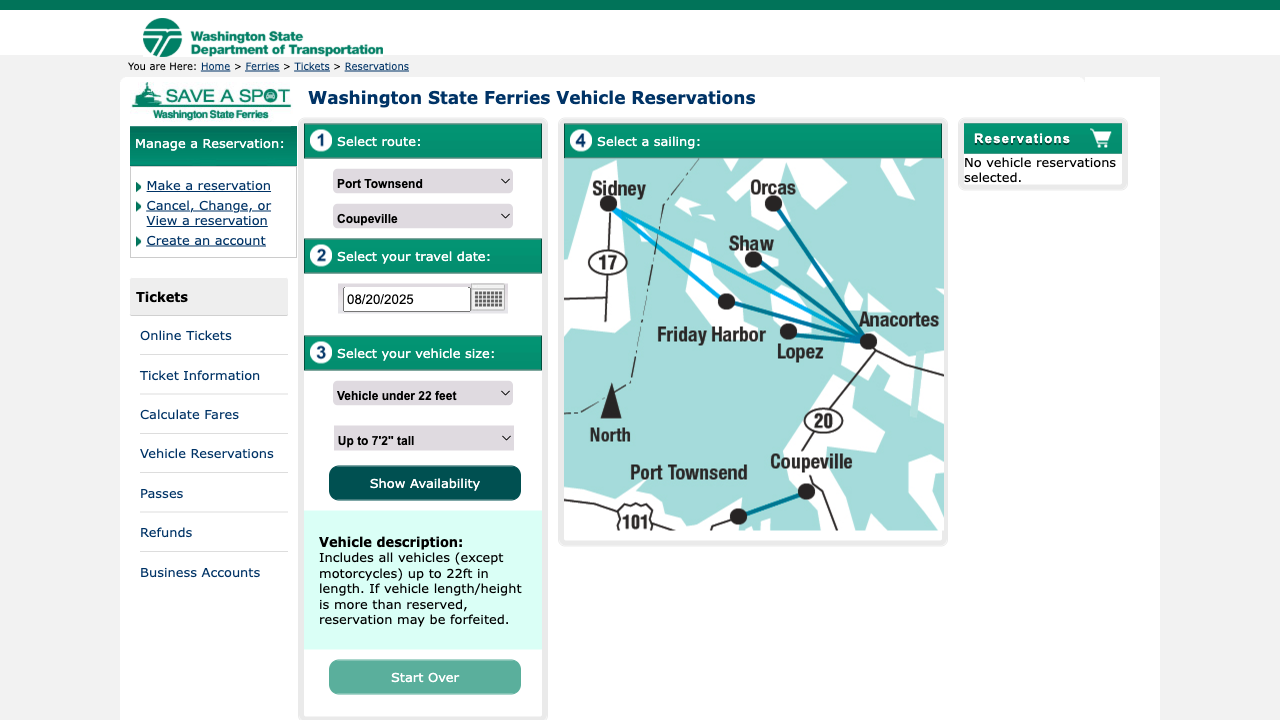 Washington State
Department of Transportation
You are Here: Home > Ferries > Tickets > Reservations
SAVE A SPOT
Washington State Ferries
Manage a Reservation:
Make a reservation
Cancel, Change, or
View a reservation
Create an account
Tickets
Online Tickets
Ticket Information
Calculate Fares
Vehicle Reservations
Passes
Refunds
Business Accounts
Washington State Ferries Vehicle Reservations
1 Select route:
Port Townsend
Coupeville
2 Select your travel date:
08/20/2025
3 Select your vehicle size:
Vehicle under 22 feet
Up to 7'2" tall
Show Availability
Vehicle description:
Includes all vehicles (except
motorcycles) up to 22ft in
length. If vehicle length/height
is more than reserved,
reservation may be forfeited.
Start Over
4 Select a sailing:
Sidney
Orcas
Shaw
17
Friday Harbor
Anacortes
Lopez
North
20
Coupeville
Port Townsend
101
Reservations
No vehicle reservations
selected.